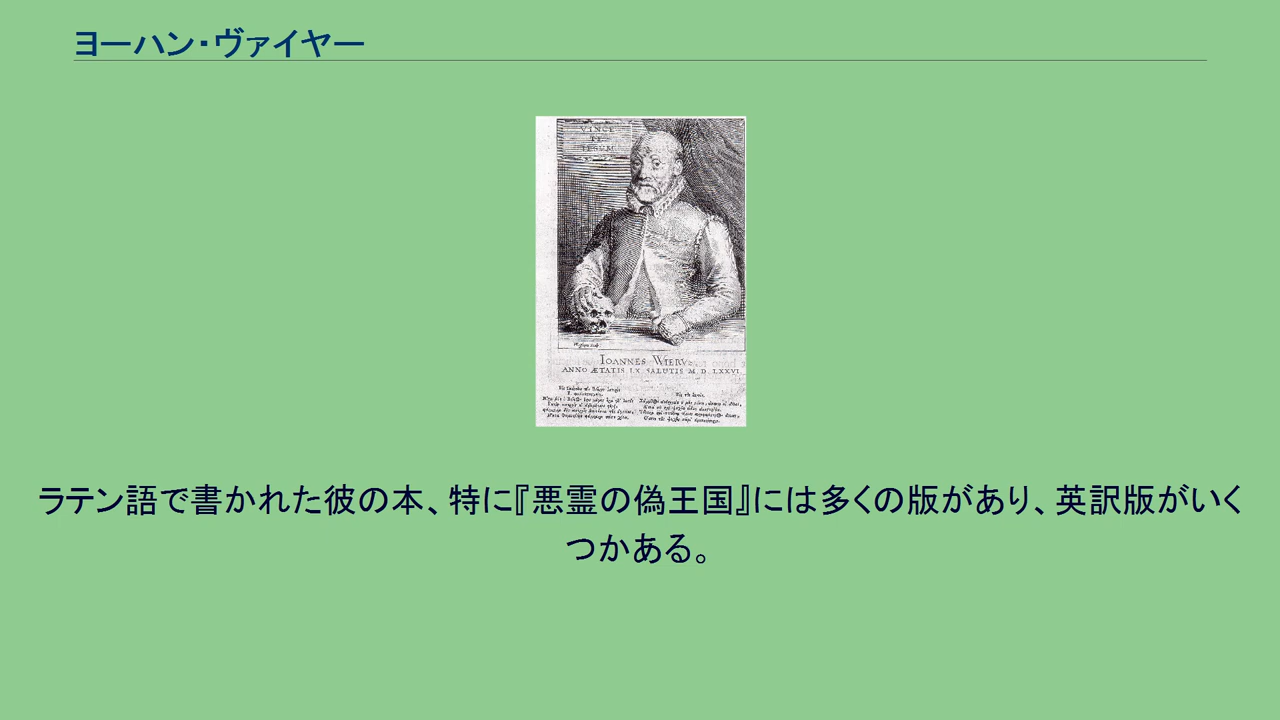 ヨーハン・ヴァイヤー
VINCE
IOANNES WIERVS
ANNO ÆTATIS LX SALUTIS M. D. LXXVI
ラテン語で書かれた彼の本、特に『悪霊の偽王国』には多くの版があり、英訳版がいく
つかある。